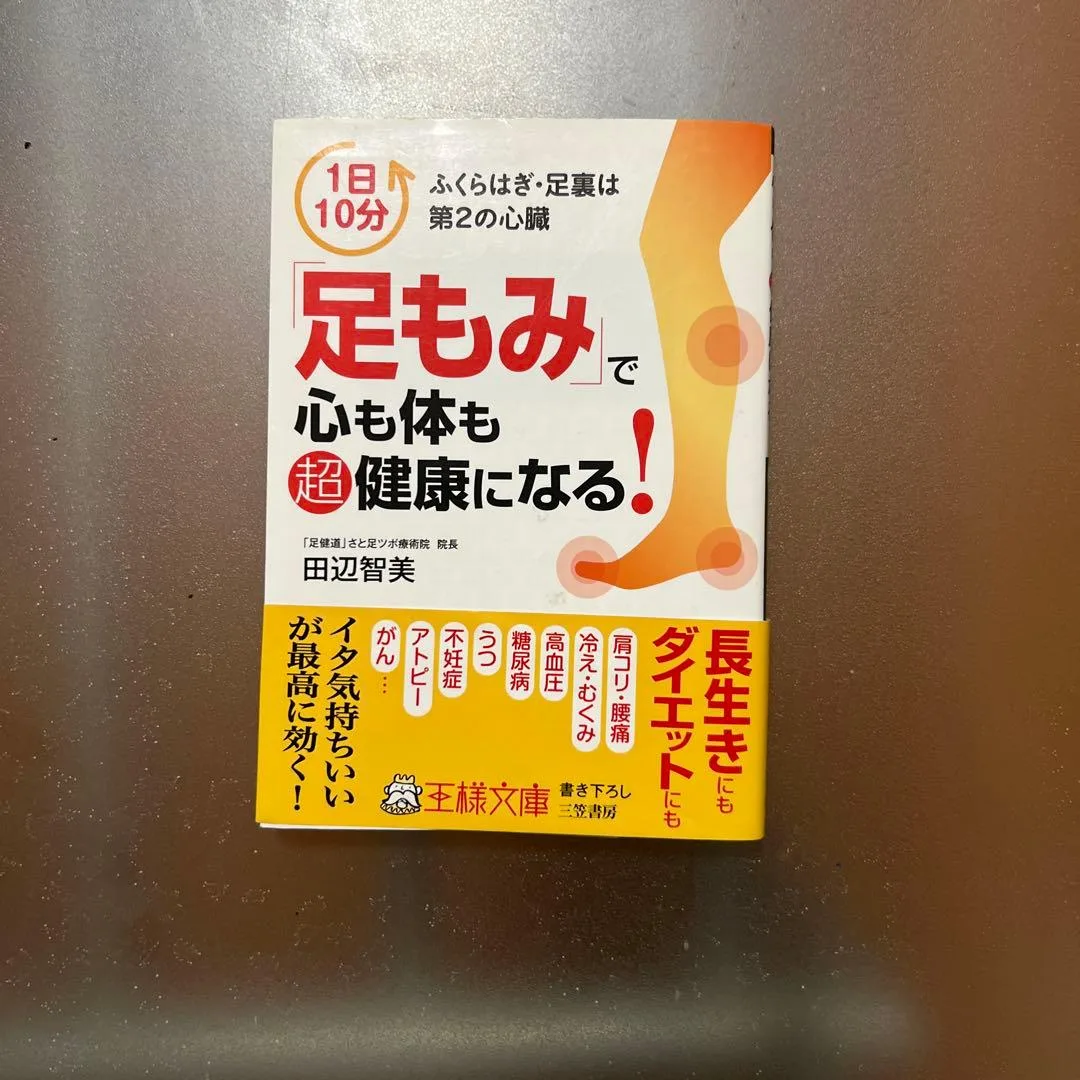 1日
10分
ふくらはぎ・足裏は
第2の心臓
「足もみ」で
心も体も
超健康になる!
「足健道」さと足ツボ療術院 院長
田辺智美
長生きにも
ダイエットにも
肩コリ・腰痛
冷え・むくみ
高血圧
糖尿病
うつ
不妊症
アトピー
がん…
イタ気持ちいい
が最高に効く!
王様文庫
書き下ろし
三笠書房